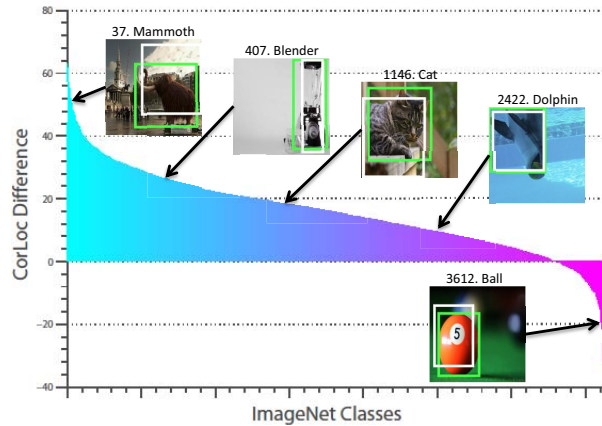 80
37. Mammoth
407. Blender
1146. Cat
2422. Dolphin
60
40
20
0
3612. Ball
5
−20
−40
CorLoc Difference
ImageNet Classes